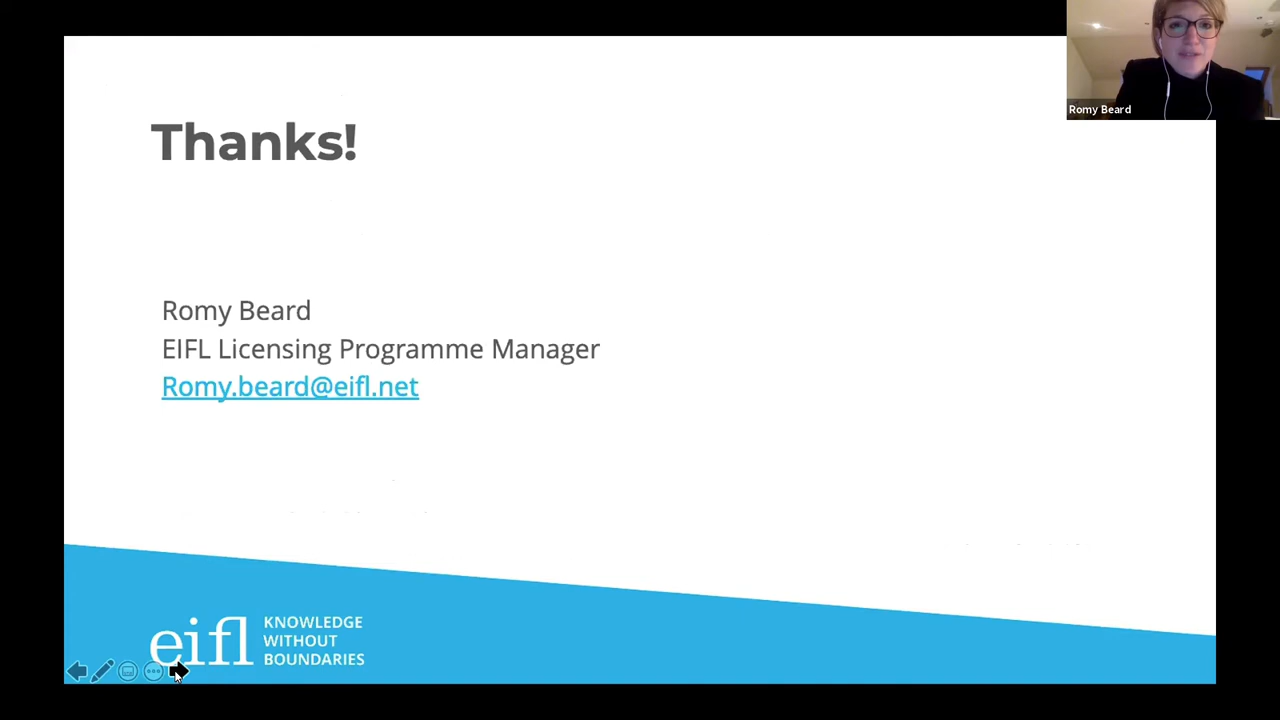 Romy Beard
Thanks!
Romy Beard
EIFL Licensing Programme Manager
Romy.beard@eifl.net
eifl
KNOWLEDGE
WITHOUT
BOUNDARIES